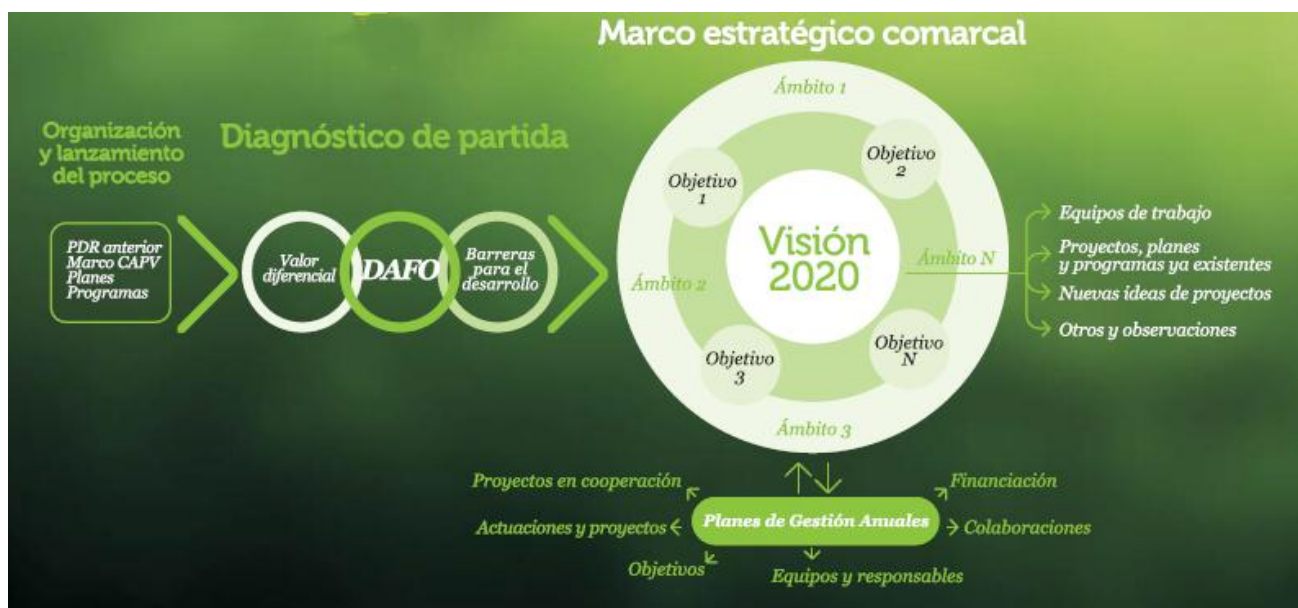 Marco estratégico comarcal
Organización
y lanzamiento
del proceso
PDR anterior
Marco CAPV
Planes
Programas
Diagnóstico de partida
Valor
diferencial
DAFO
Barreras
para el
desarrollo
Ámbito 1
Objetivo
1
Objetivo
2
Visión
2020
Ámbito 2
Ámbito N
Objetivo
3
Objetivo
N
Ámbito 3
Equipos de trabajo
Proyectos, planes
y programas ya existentes
Nuevas ideas de proyectos
Otros y observaciones
Planes de Gestión Anuales
Proyectos en cooperación
Actuaciones y proyectos
Objetivos
Equipos y responsables
Colaboraciones
Financiación